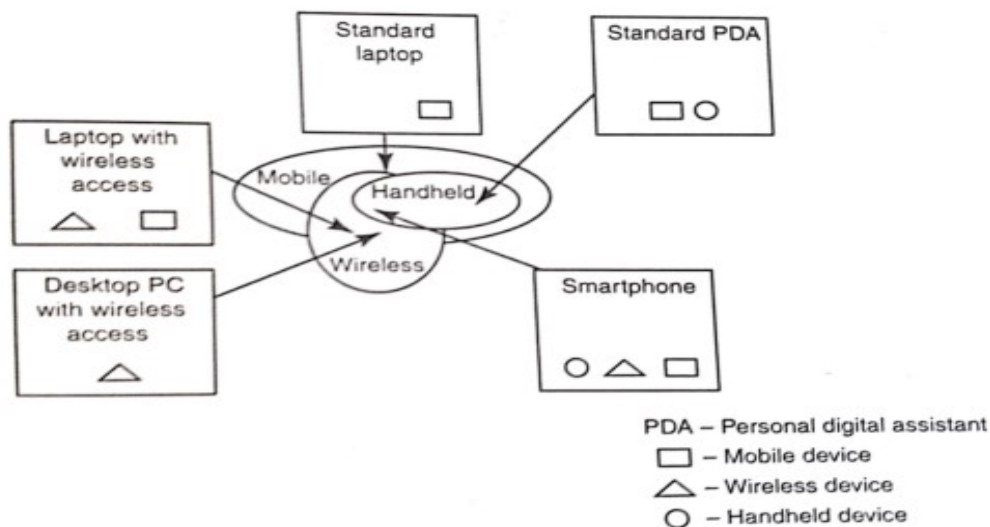 Standard
laptop
Standard PDA
Laptop with
wireless
access
Mobile
Handheld
Wireless
Desktop PC
with wireless
access
Smartphone
PDA – Personal digital assistant
– Mobile device
– Wireless device
– Handheld device